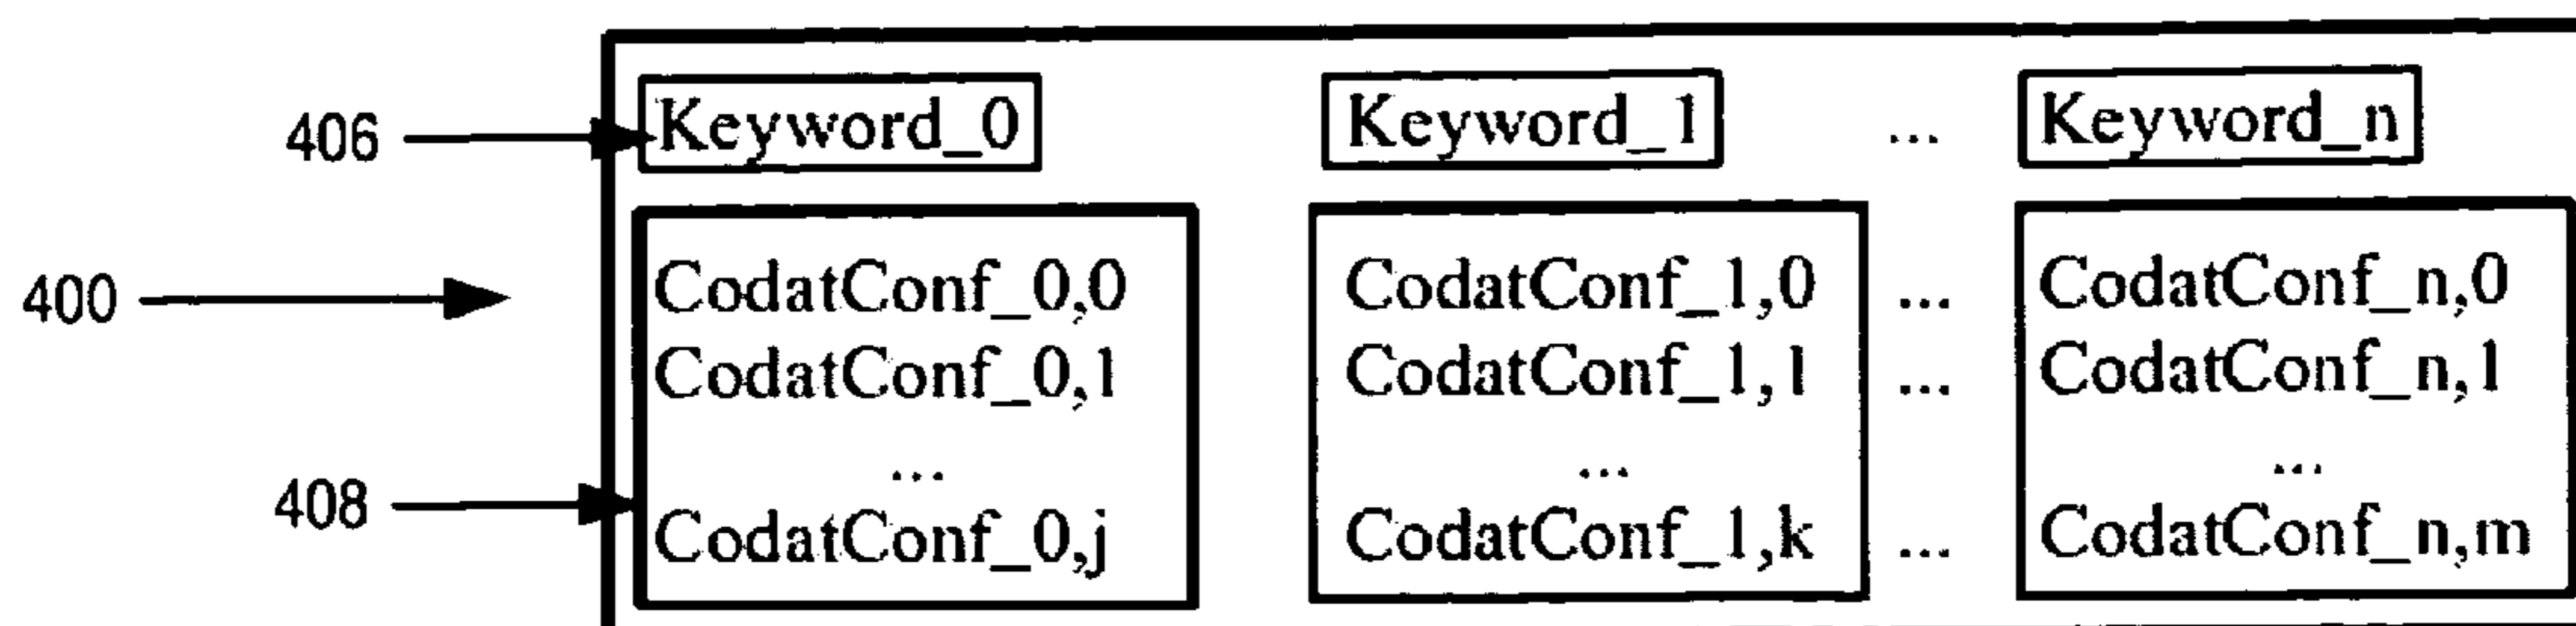 406 Keyword_0 Keyword_1 ... Keyword_n
400 CodatConf_0,0 CodatConf_1,0 ... CodatConf_n,0
CodatConf_0,1 CodatConf_1,1 ... CodatConf_n,1
... ... ...
408 CodatConf_0,j CodatConf_1,k ... CodatConf_n,m